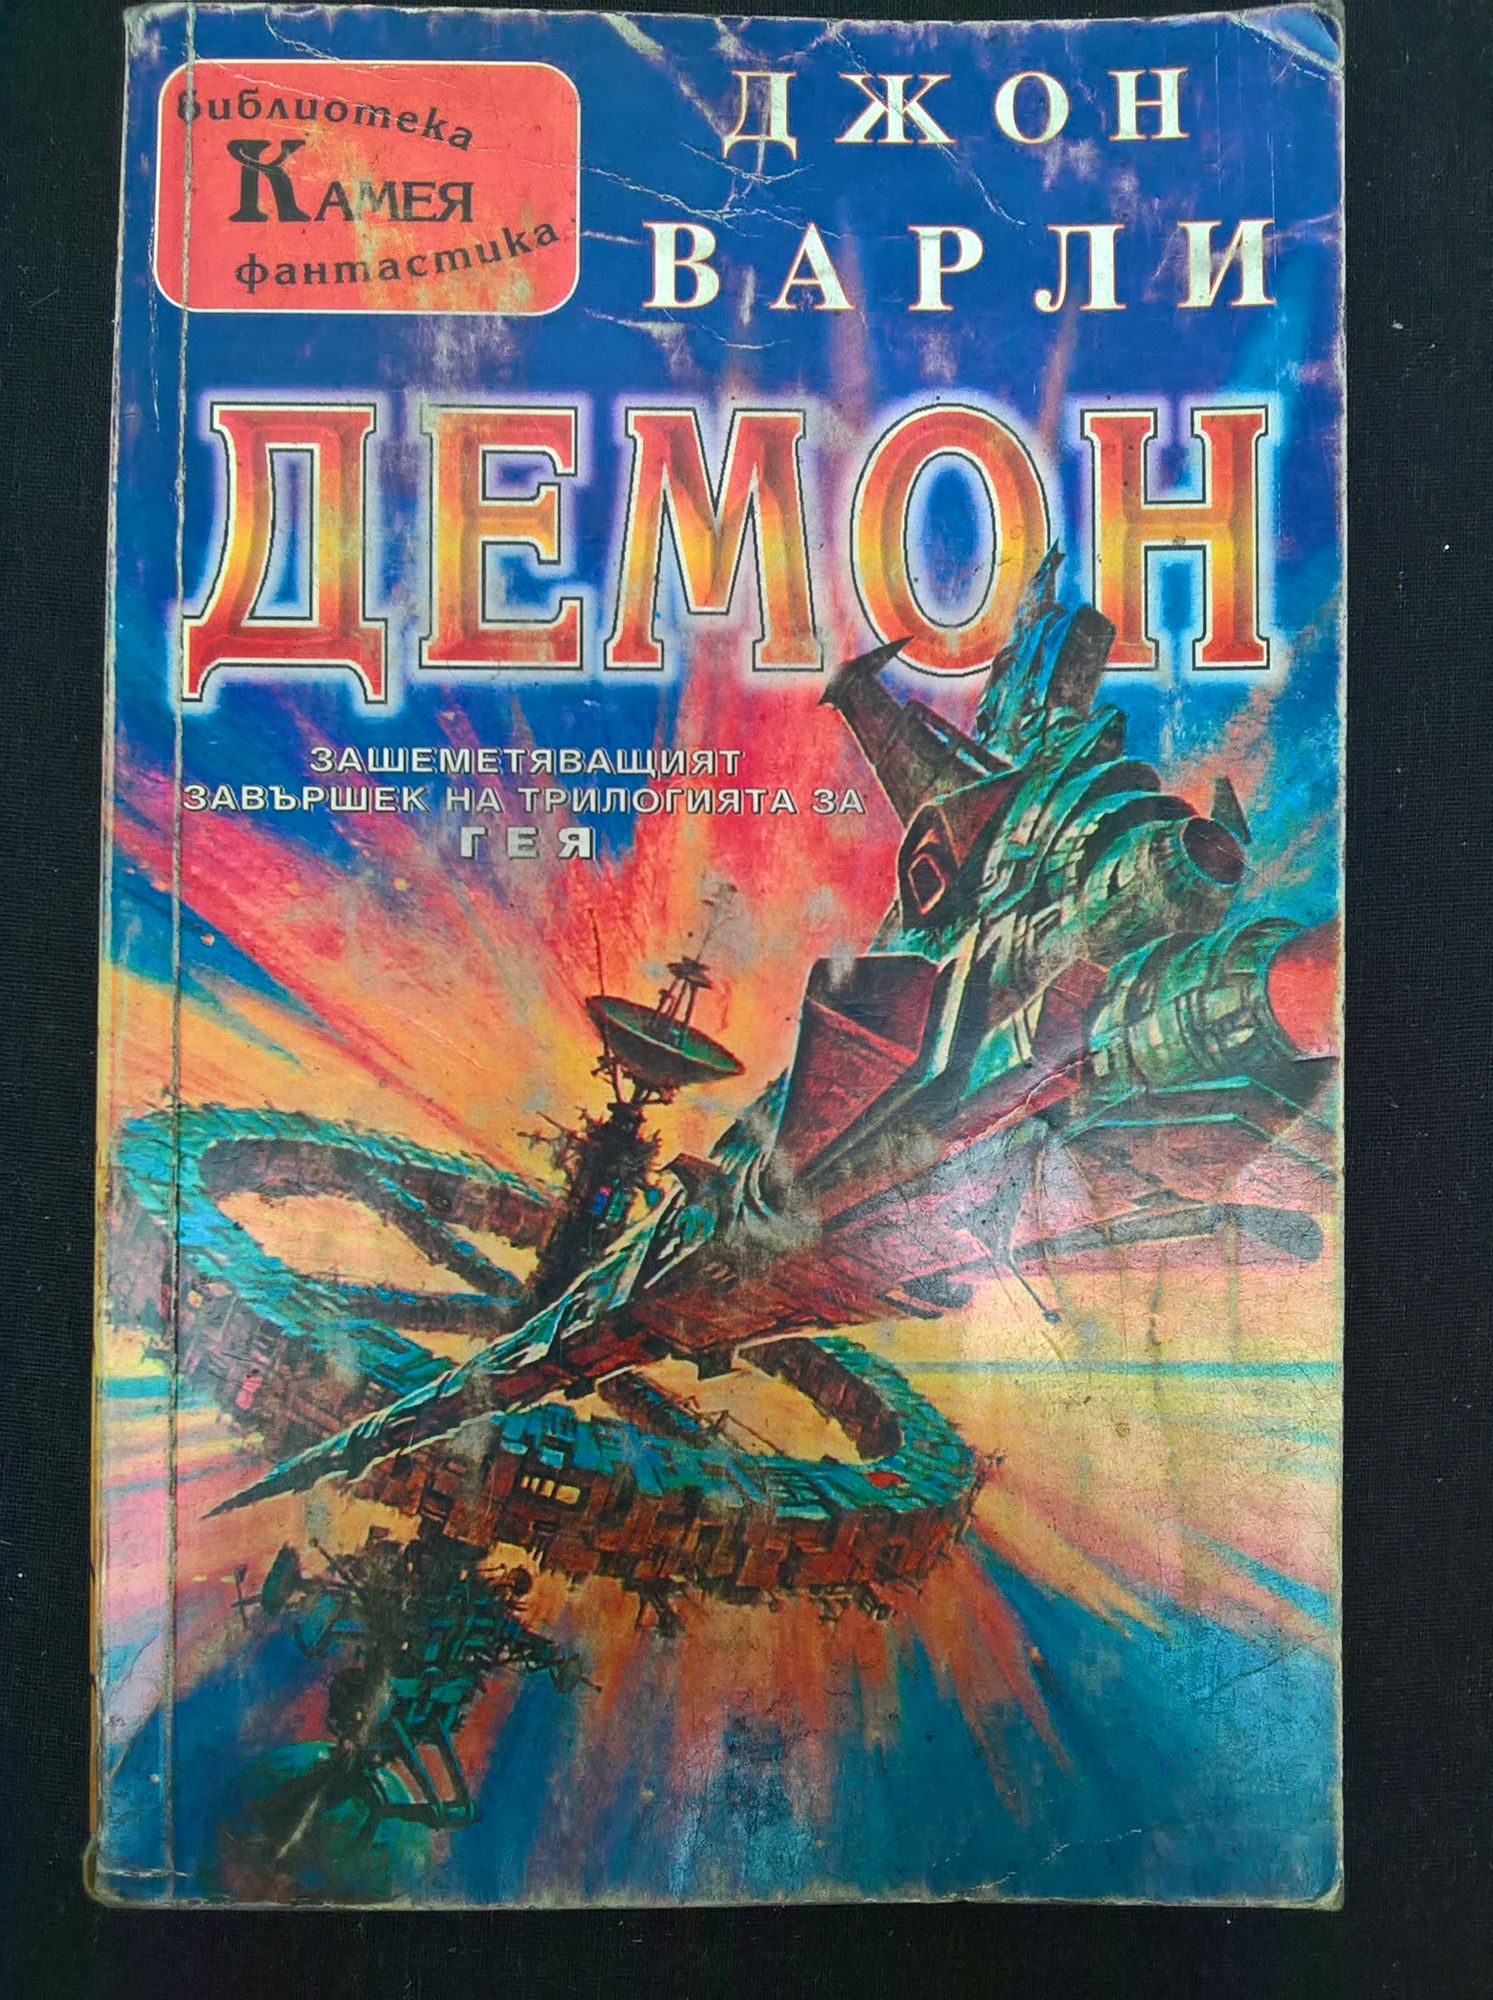 библиотека
КАМЕЯ
фантастика
ДЖОН
ВАРЛИ
ДЕМОН
ЗАШЕМЕТЯВАЩИЯТ
ЗАВЪРШЕК НА ТРИЛОГИЯТА ЗА
ГЕЯ